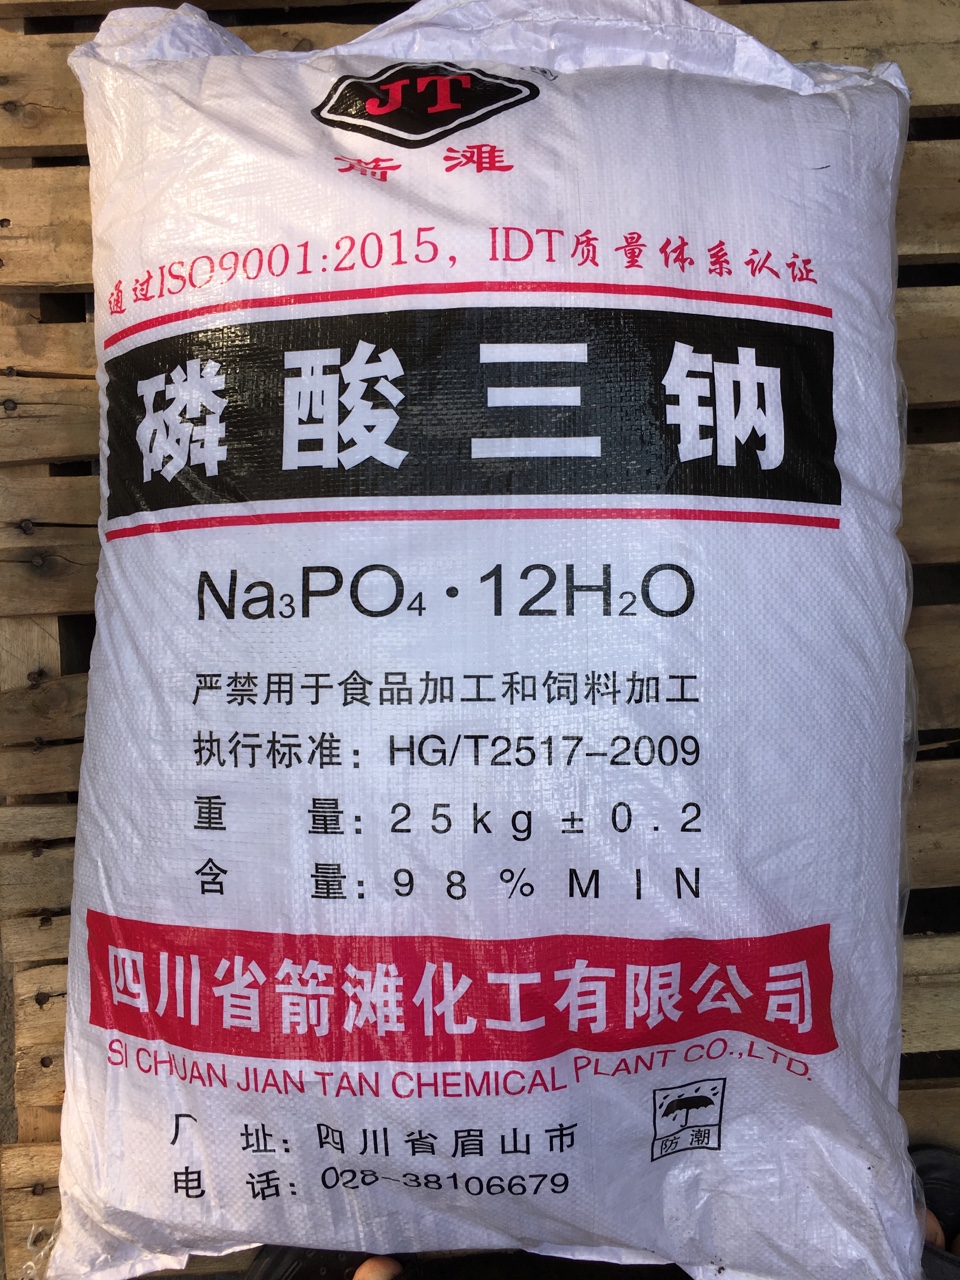 JT
箭滩
通过ISO9001:2015，IDT质量体系认证
磷酸三钠
Na₃PO₄·12H₂O
严禁用于食品加工和饲料加工
执行标准：HG/T2517-2009
重 量：25kg±0.2
含 量：98%MIN
四川省箭滩化工有限公司
SI CHUAN JIAN TAN CHEMICAL PLANT CO.,LTD.
厂 址：四川省眉山市
电 话：028-38106679
防潮